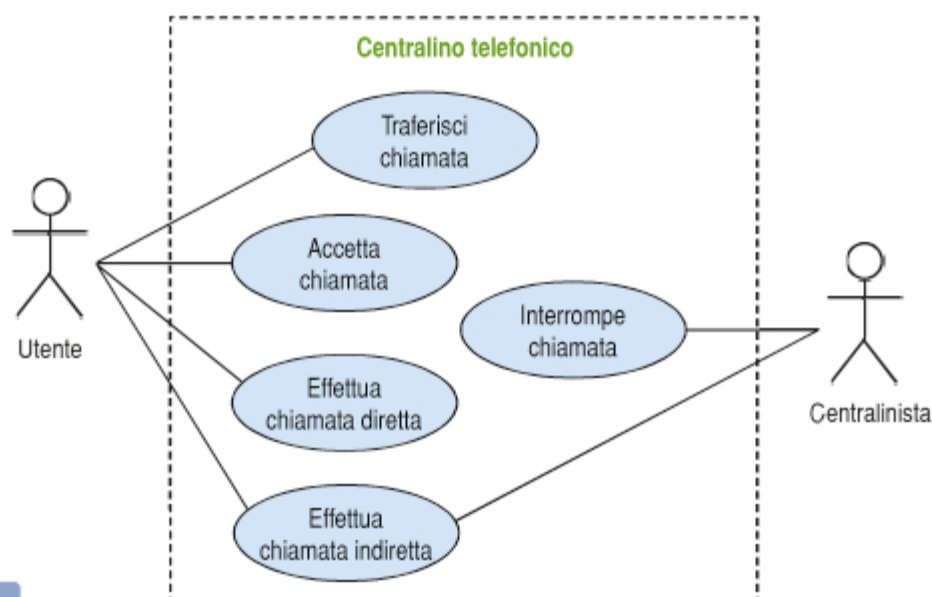 Centralino telefonico
Traferisci
chiamata
Accetta
chiamata
Interrompe
chiamata
Utente
Effettua
chiamata diretta
Centralinista
Effettua
chiamata indiretta